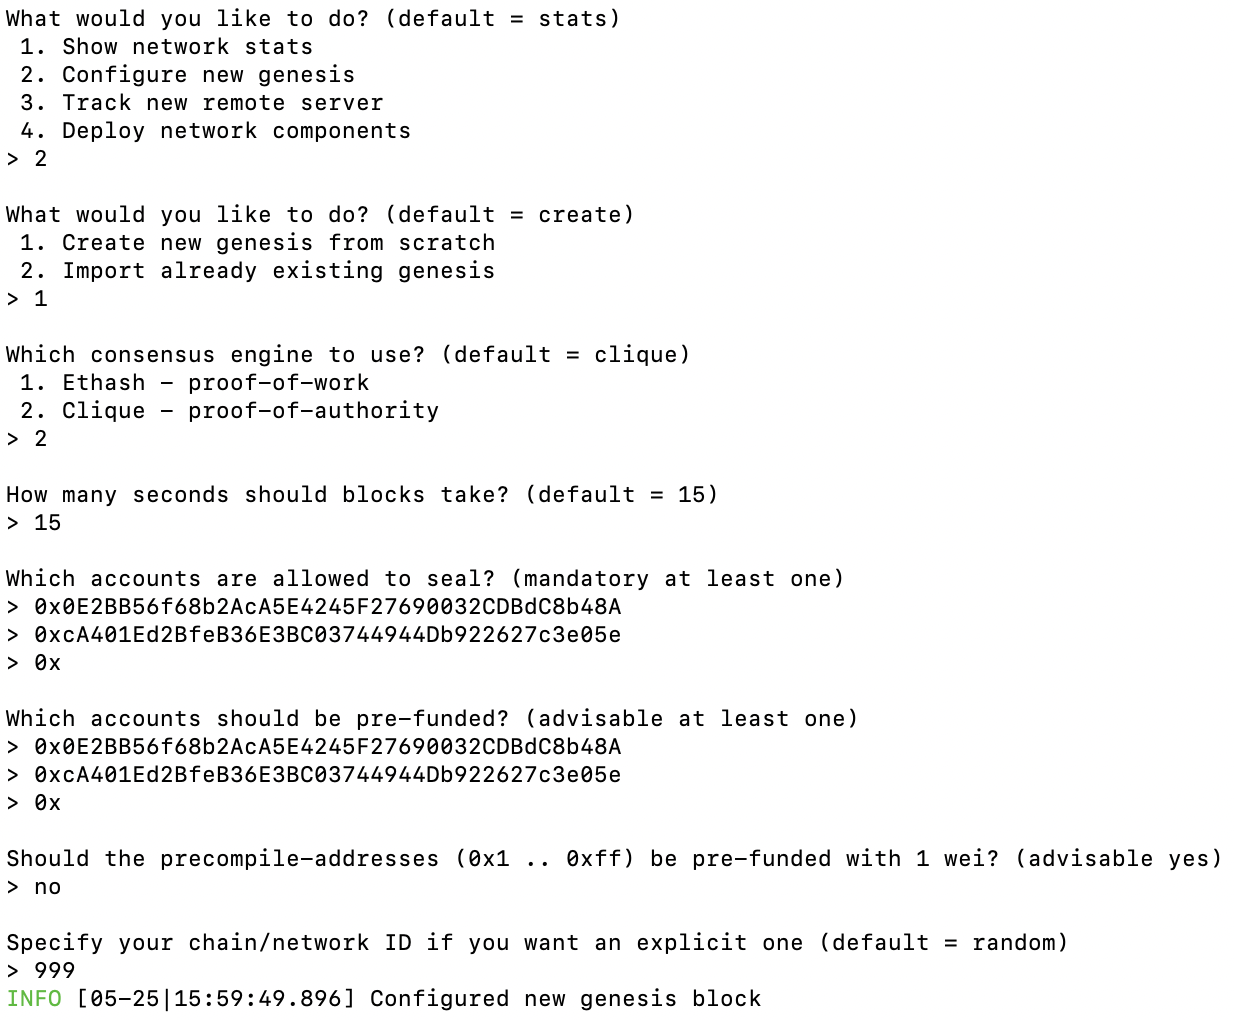 What would you like to do? (default = stats)
 1. Show network stats
 2. Configure new genesis
 3. Track new remote server
 4. Deploy network components
> 2

What would you like to do? (default = create)
 1. Create new genesis from scratch
 2. Import already existing genesis
> 1

Which consensus engine to use? (default = clique)
 1. Ethash - proof-of-work
 2. Clique - proof-of-authority
> 2

How many seconds should blocks take? (default = 15)
> 15

Which accounts are allowed to seal? (mandatory at least one)
> 0x0E2BB56f68b2AcA5E4245F27690032CDBdC8b48A
> 0xcA401Ed2BfeB36E3BC03744944Db922627c3e05e
> 0x

Which accounts should be pre-funded? (advisable at least one)
> 0x0E2BB56f68b2AcA5E4245F27690032CDBdC8b48A
> 0xcA401Ed2BfeB36E3BC03744944Db922627c3e05e
> 0x

Should the precompile-addresses (0x1 .. 0xff) be pre-funded with 1 wei? (advisable yes)
> no

Specify your chain/network ID if you want an explicit one (default = random)
> 999
INFO [05-25|15:59:49.896] Configured new genesis block